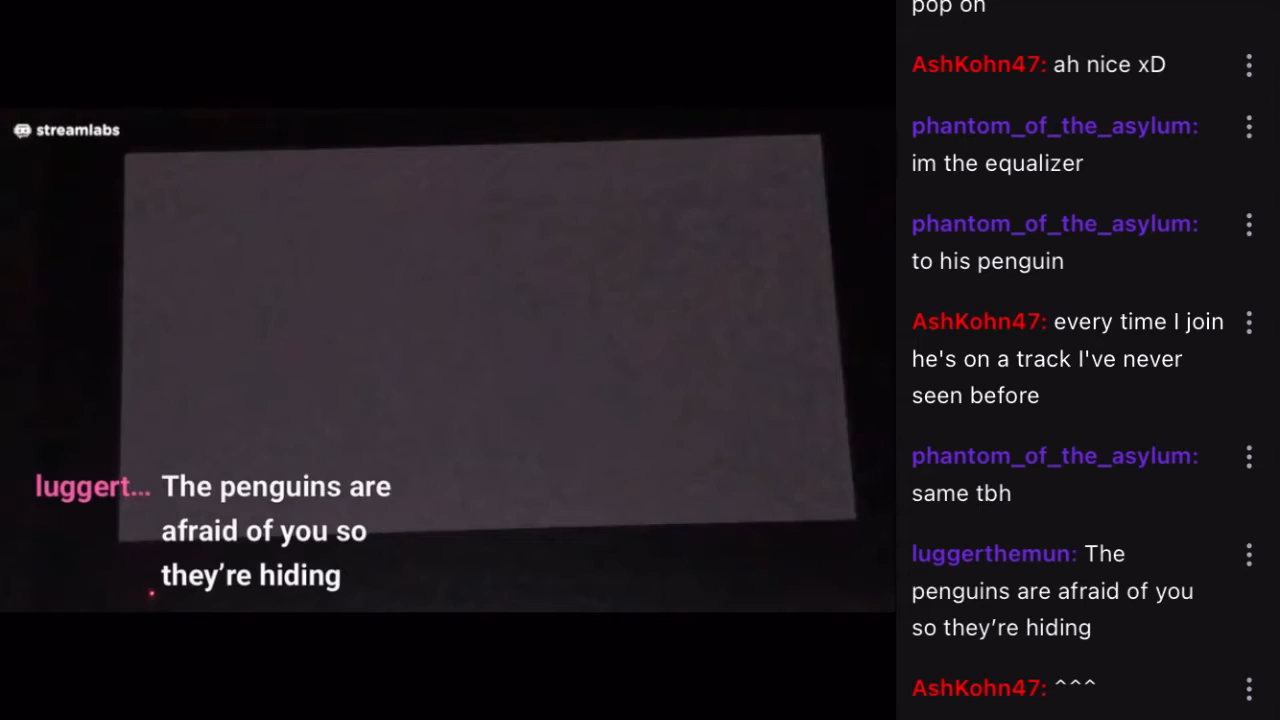 streamlabs
luggert... The penguins are
afraid of you so
they’re hiding
pop on
AshKohn47: ah nice xD
phantom_of_the_asylum:
im the equalizer
phantom_of_the_asylum:
to his penguin
AshKohn47: every time I join
he's on a track I've never
seen before
phantom_of_the_asylum:
same tbh
luggerthemun: The
penguins are afraid of you
so they’re hiding
AshKohn47: ^^^